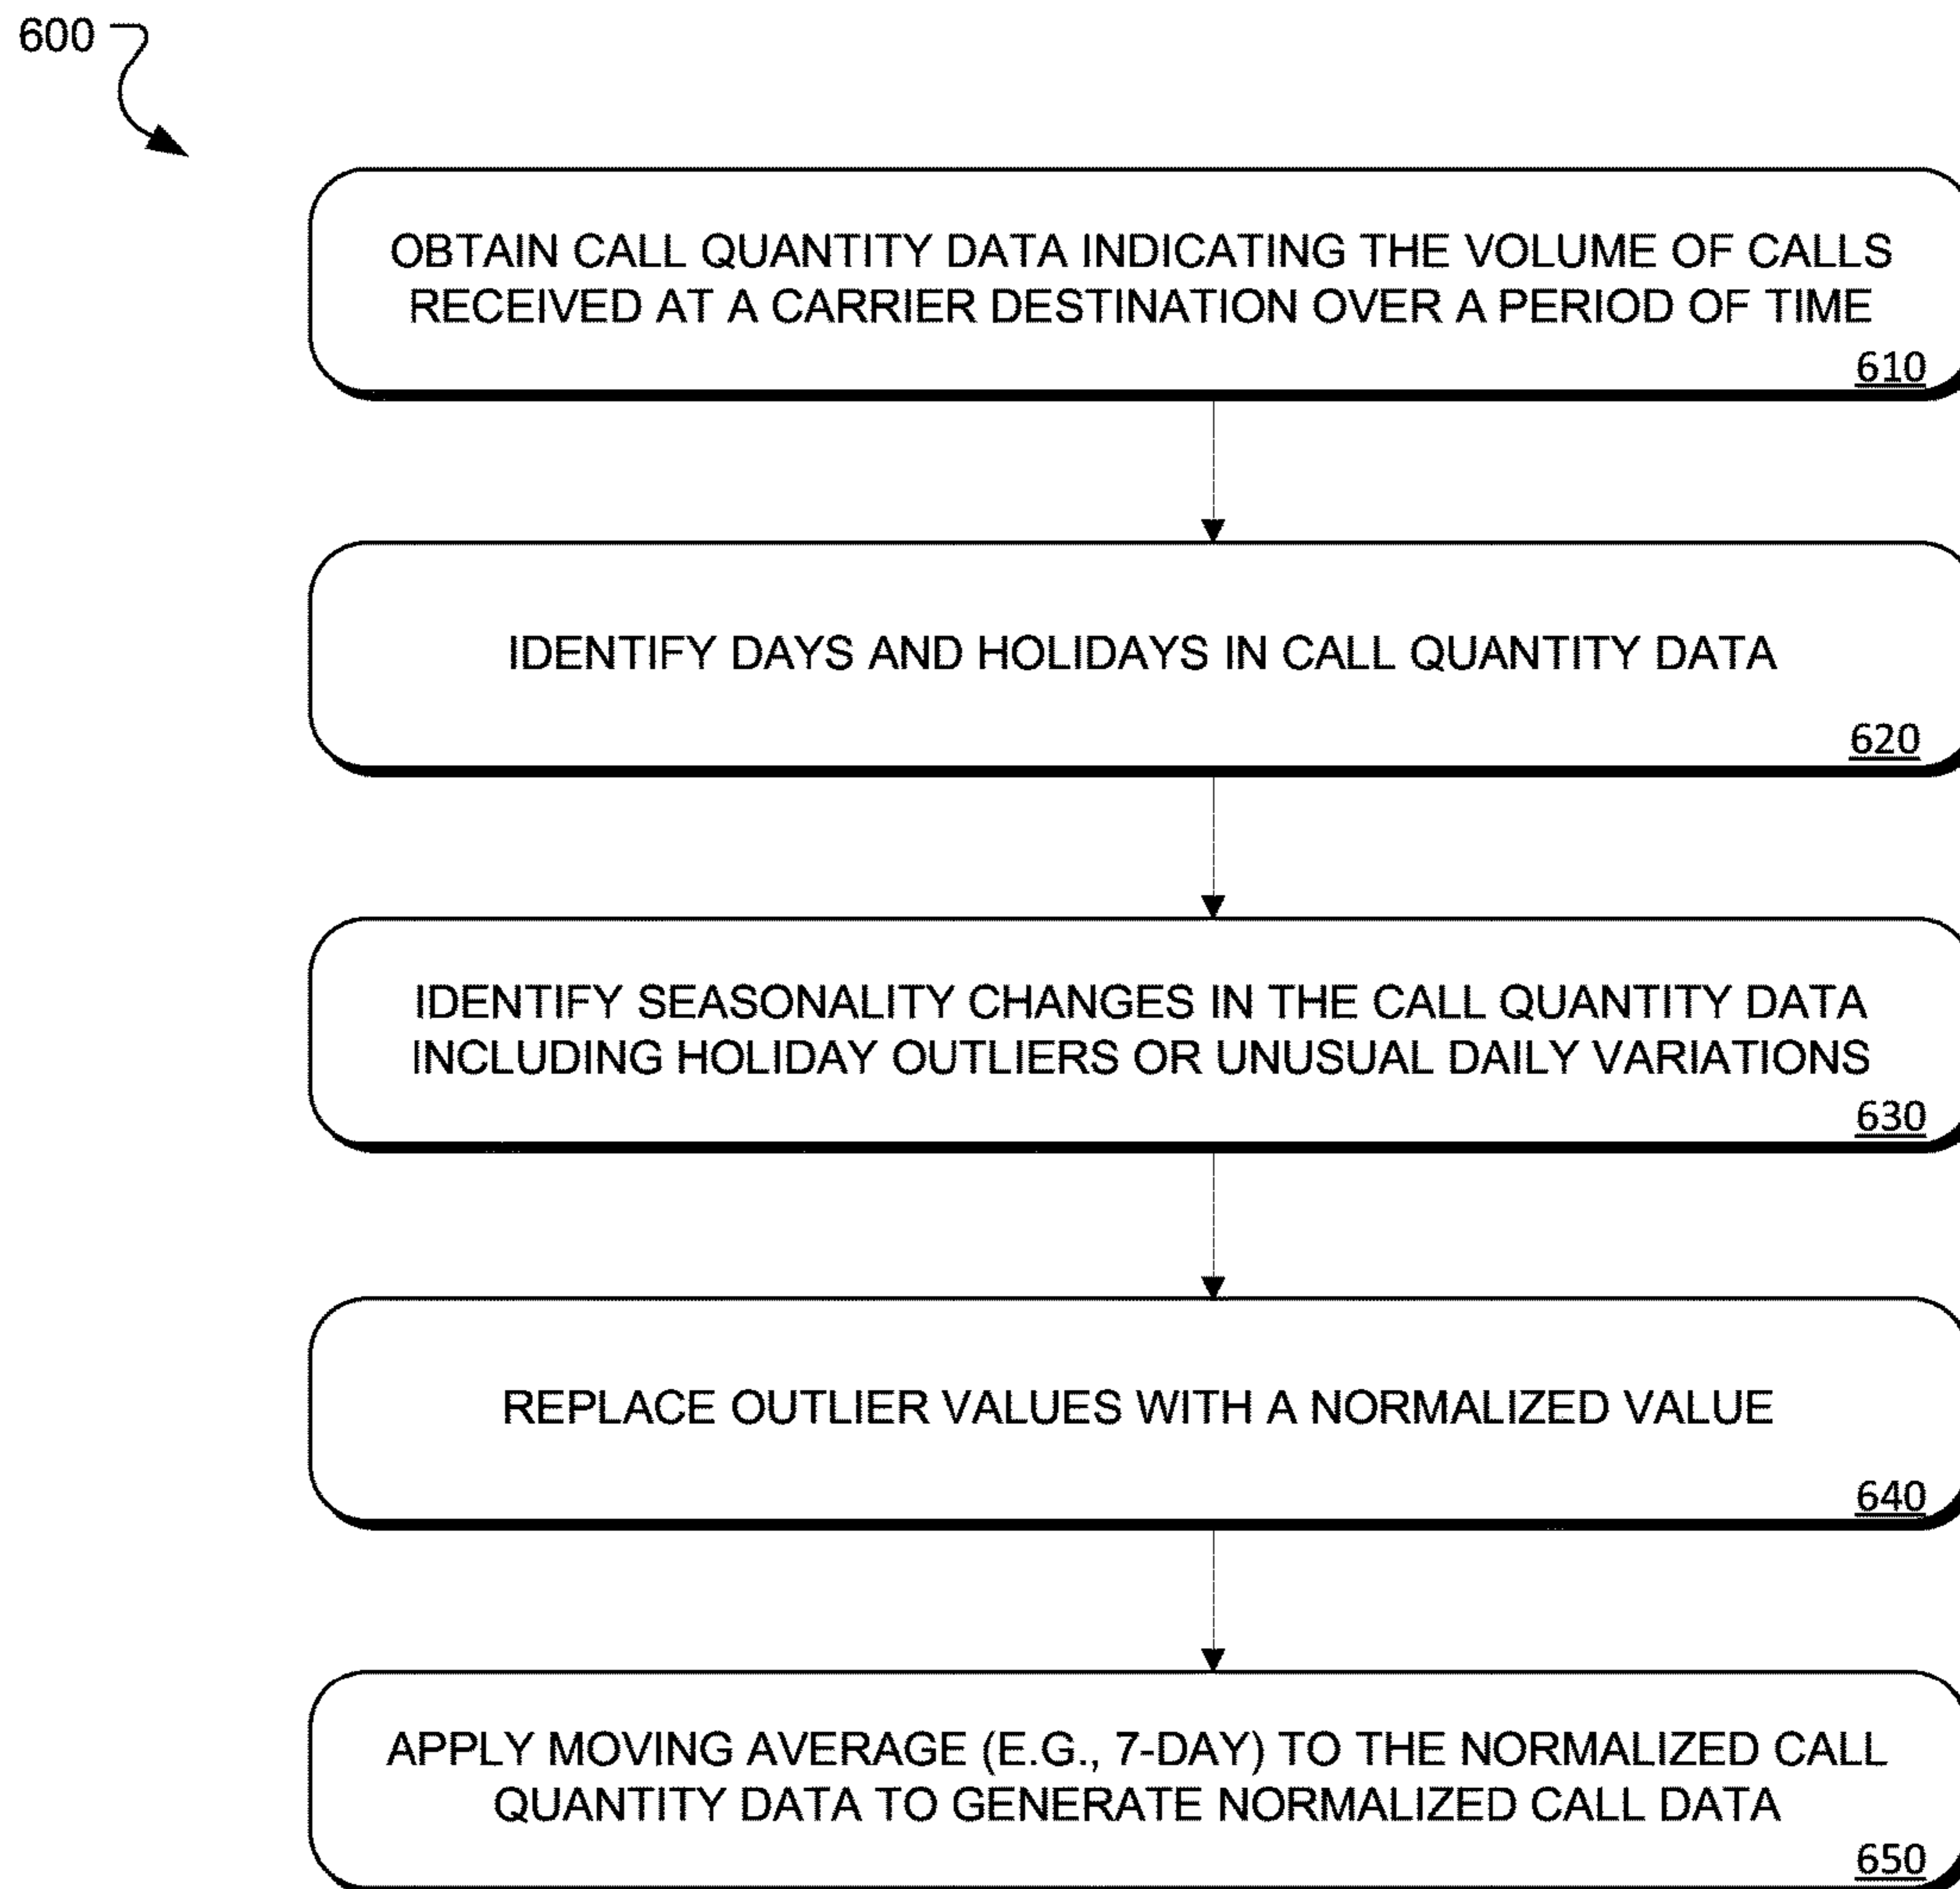 600
OBTAIN CALL QUANTITY DATA INDICATING THE VOLUME OF CALLS
RECEIVED AT A CARRIER DESTINATION OVER A PERIOD OF TIME
610
IDENTIFY DAYS AND HOLIDAYS IN CALL QUANTITY DATA
620
IDENTIFY SEASONALITY CHANGES IN THE CALL QUANTITY DATA
INCLUDING HOLIDAY OUTLIERS OR UNUSUAL DAILY VARIATIONS
630
REPLACE OUTLIER VALUES WITH A NORMALIZED VALUE
640
APPLY MOVING AVERAGE (E.G., 7-DAY) TO THE NORMALIZED CALL
QUANTITY DATA TO GENERATE NORMALIZED CALL DATA
650